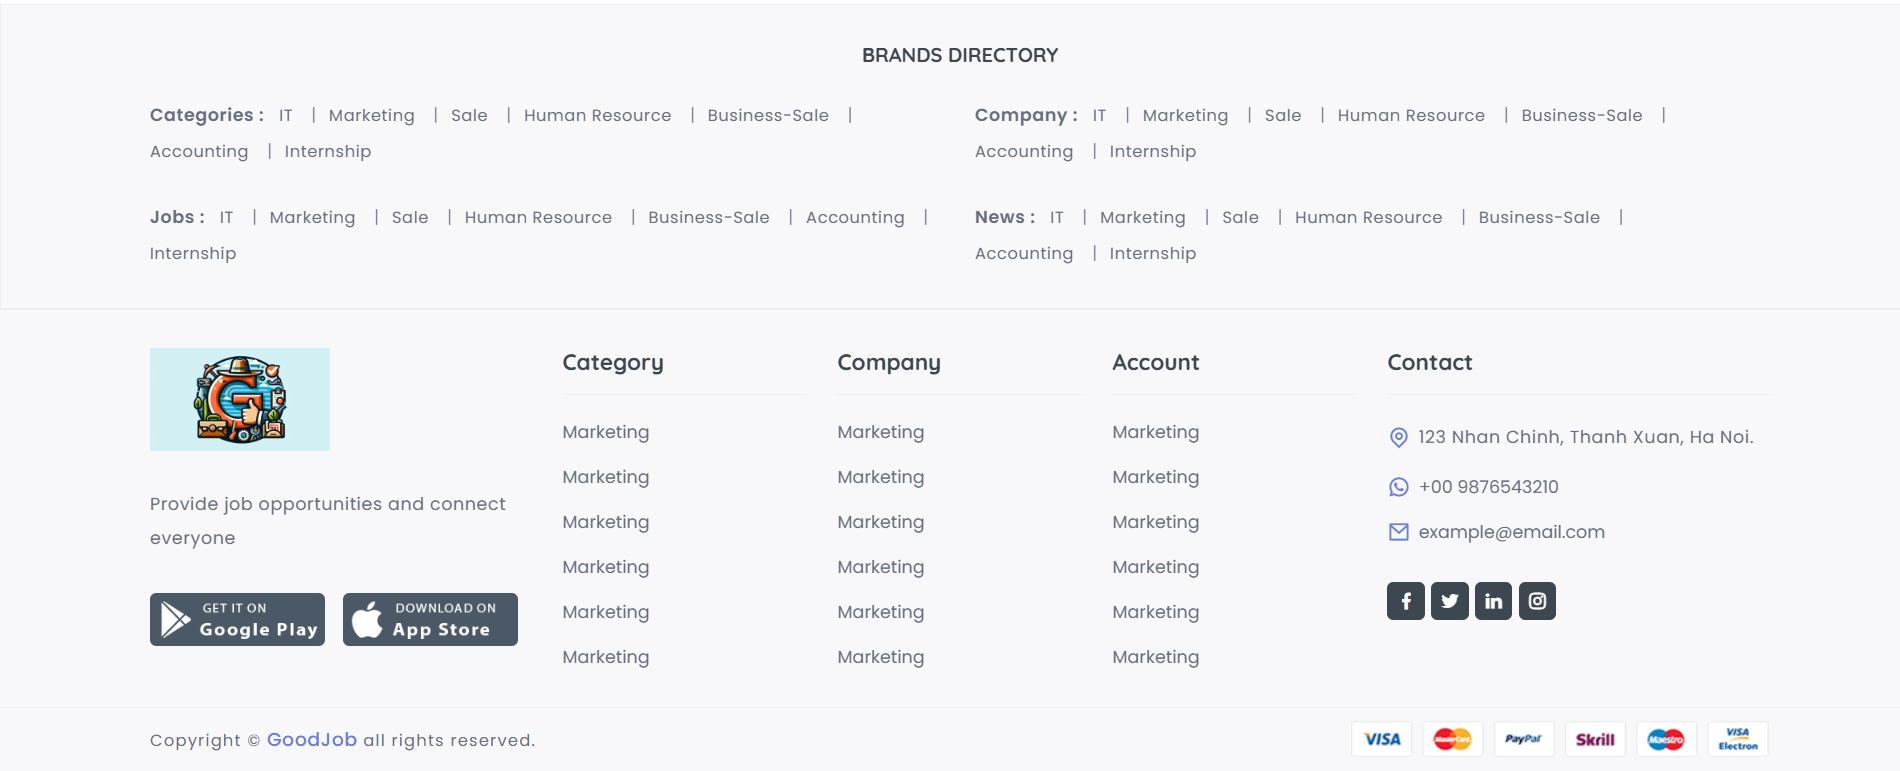 BRANDS DIRECTORY
Categories : IT | Marketing | Sale | Human Resource | Business-Sale |
Accounting | Internship
Jobs : IT | Marketing | Sale | Human Resource | Business-Sale | Accounting |
Internship
Company : IT | Marketing | Sale | Human Resource | Business-Sale |
Accounting | Internship
News : IT | Marketing | Sale | Human Resource | Business-Sale |
Accounting | Internship
G
Provide job opportunities and connect
everyone
GET IT ON
Google Play
DOWNLOAD ON
App Store
Category
Marketing
Marketing
Marketing
Marketing
Marketing
Marketing
Company
Marketing
Marketing
Marketing
Marketing
Marketing
Marketing
Account
Marketing
Marketing
Marketing
Marketing
Marketing
Marketing
Contact
123 Nhan Chinh, Thanh Xuan, Ha Noi.
+00 9876543210
example@email.com
Copyright © GoodJob all rights reserved.
VISA
MasterCard
PayPal
Skrill
Maestro
VISA
Electron